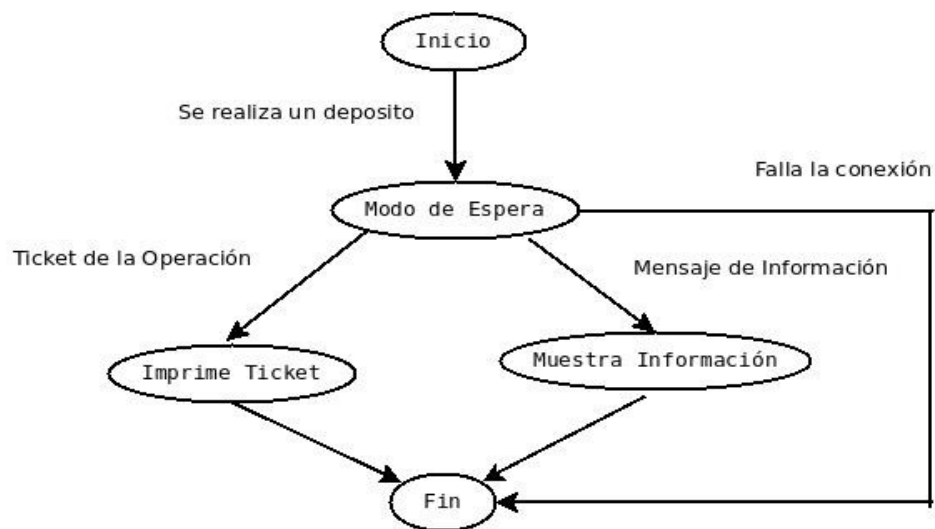 Inicio
Se realiza un deposito
Falla la conexión
Modo de Espera
Ticket de la Operación
Mensaje de Información
Imprime Ticket
Muestra Información
Fin